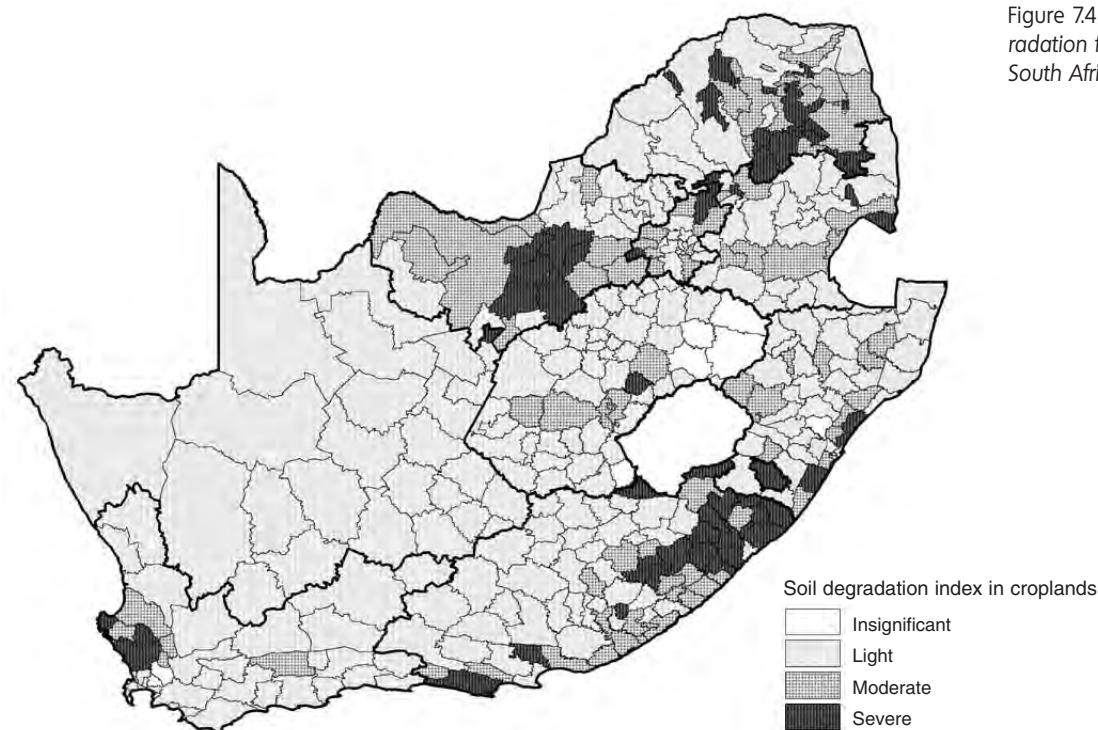 Figure 7.4
radation f
South Afri
Soil degradation index in croplands
Insignificant
Light
Moderate
Severe